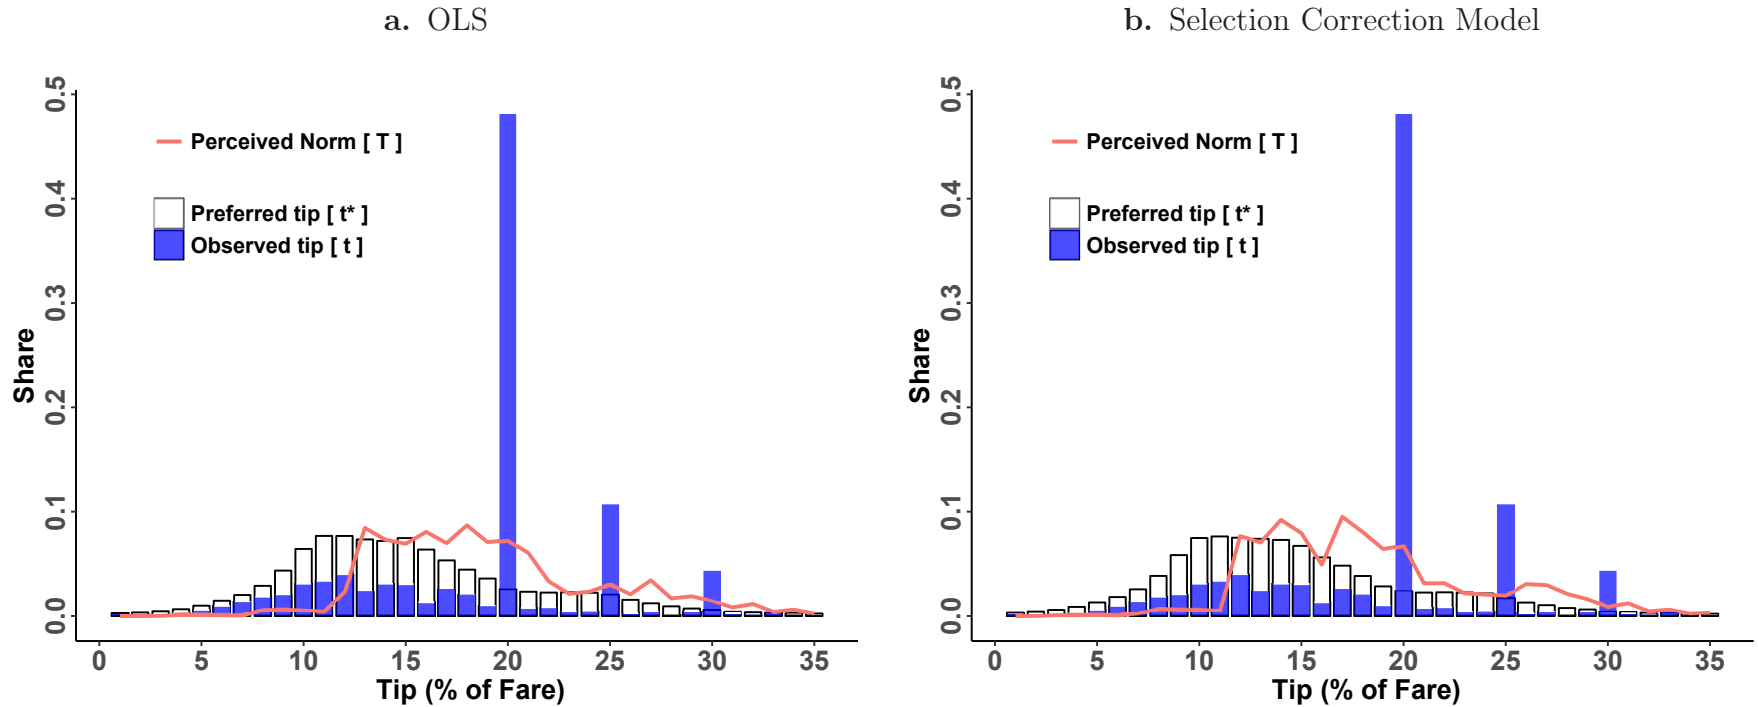 a. OLS
0.5
0.4
0.3
0.2
0.1
0.0
Share
Perceived Norm [ T ]
Preferred tip [ t* ]
Observed tip [ t ]
0 5 10 15 20 25 30 35
Tip (% of Fare)
b. Selection Correction Model
0.5
0.4
0.3
0.2
0.1
0.0
Share
Perceived Norm [ T ]
Preferred tip [ t* ]
Observed tip [ t ]
0 5 10 15 20 25 30 35
Tip (% of Fare)